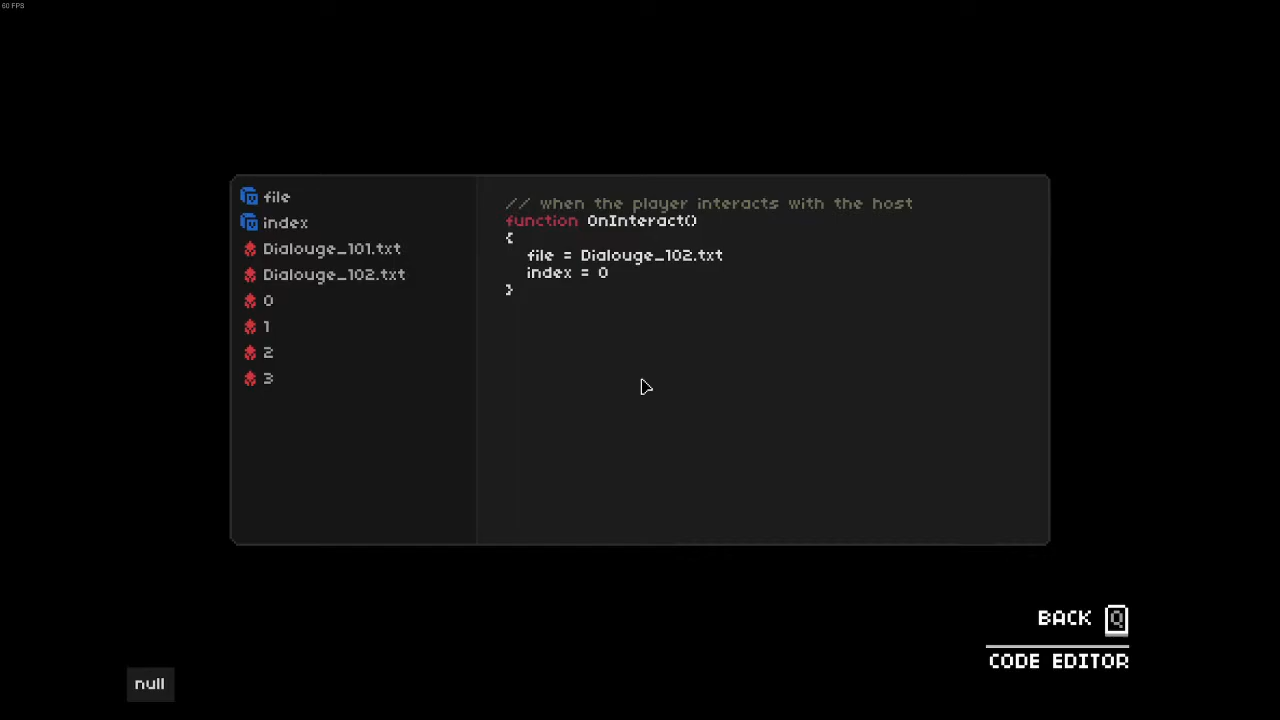 60 FPS
file
index
Dialouge_101.txt
Dialouge_102.txt
0
1
2
3
// when the player interacts with the host
function OnInteract()
{
file = Dialouge_102.txt
index = 0
}
BACK Q
CODE EDITOR
null